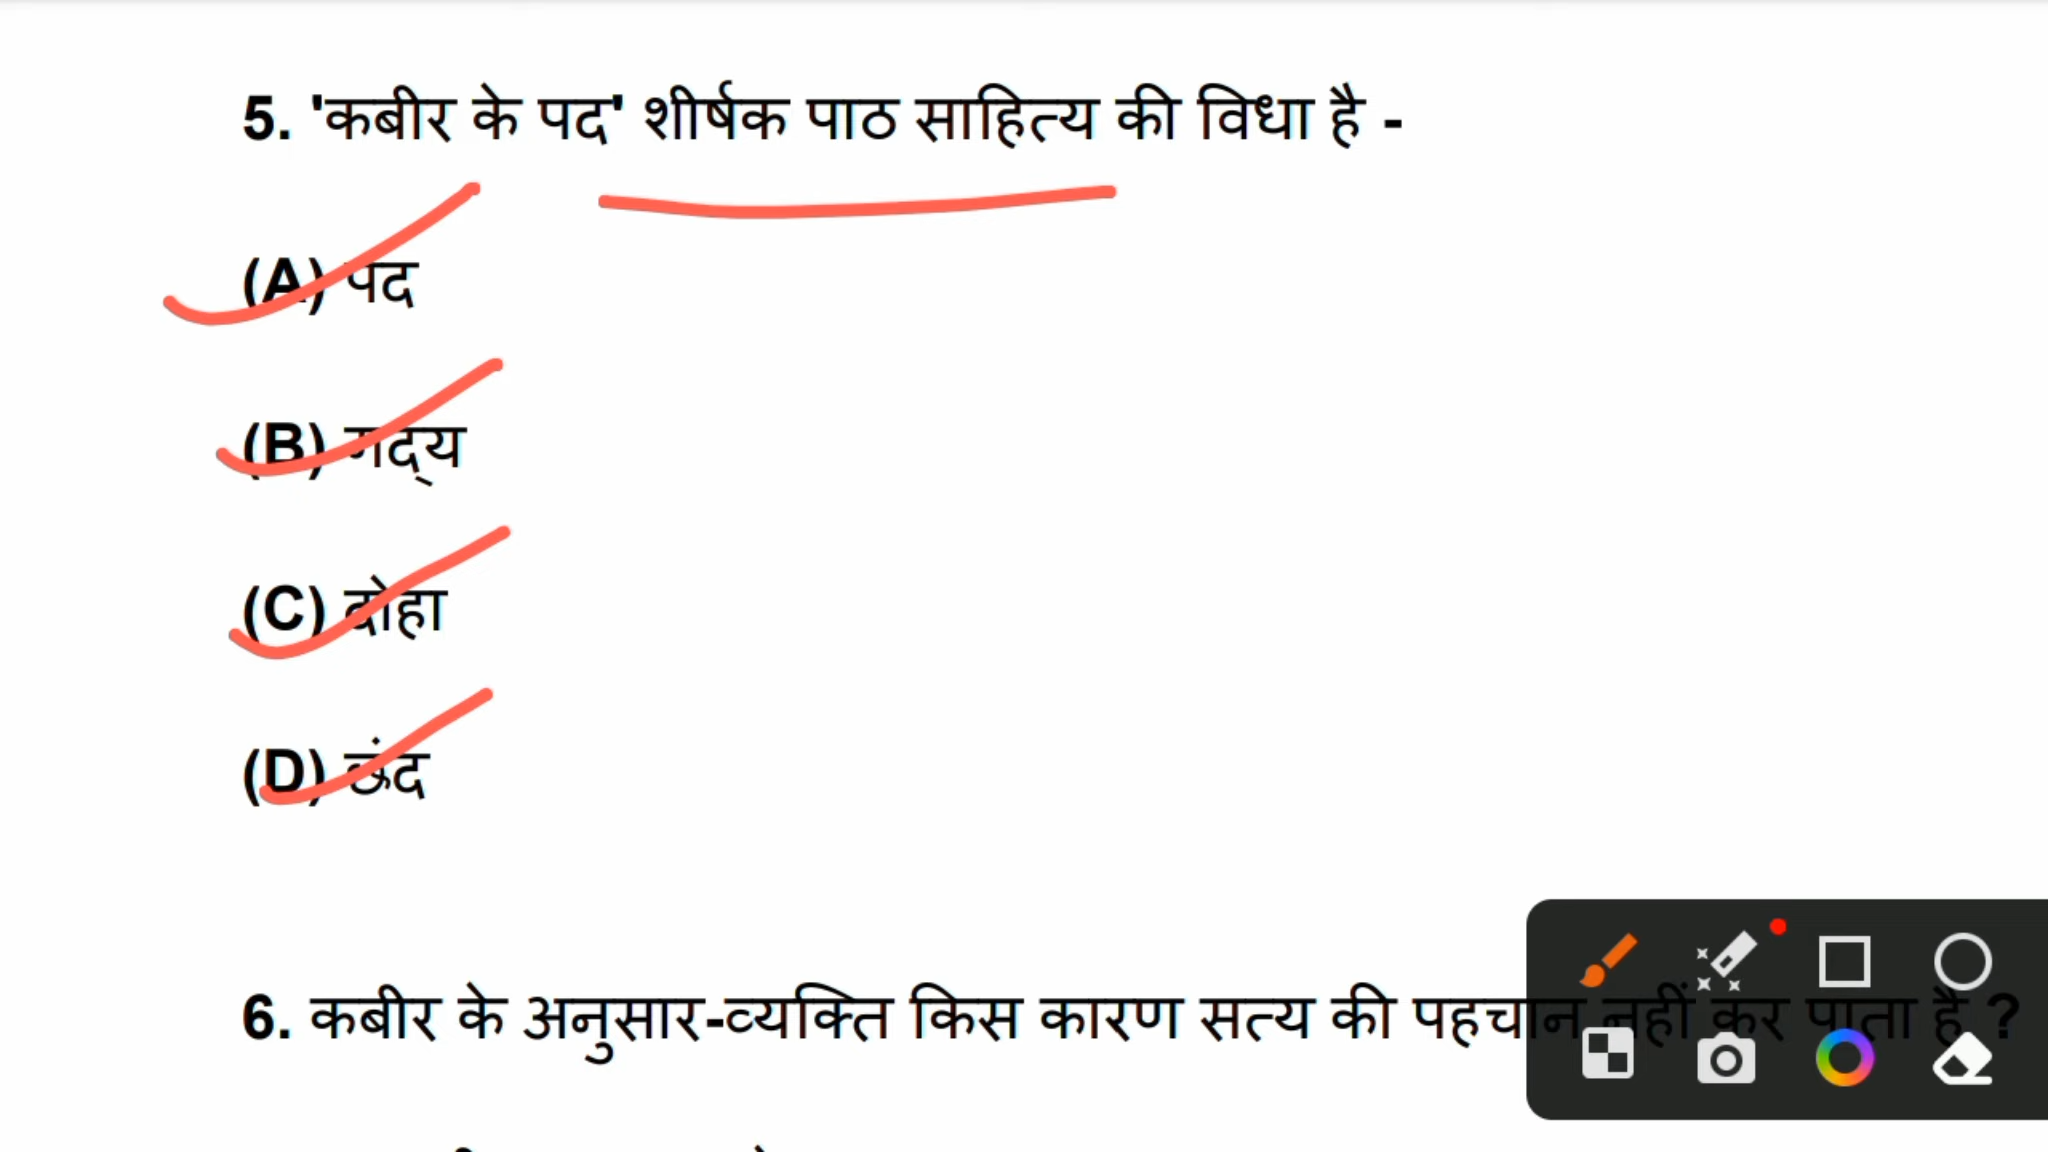 5. 'कबीर के पद' शीर्षक पाठ साहित्य की विधा है -
(A) पद
(B) गद्य
(C) दोहा
(D) छंद
6. कबीर के अनुसार-व्यक्ति किस कारण सत्य की पहचान नहीं कर पाता है ?